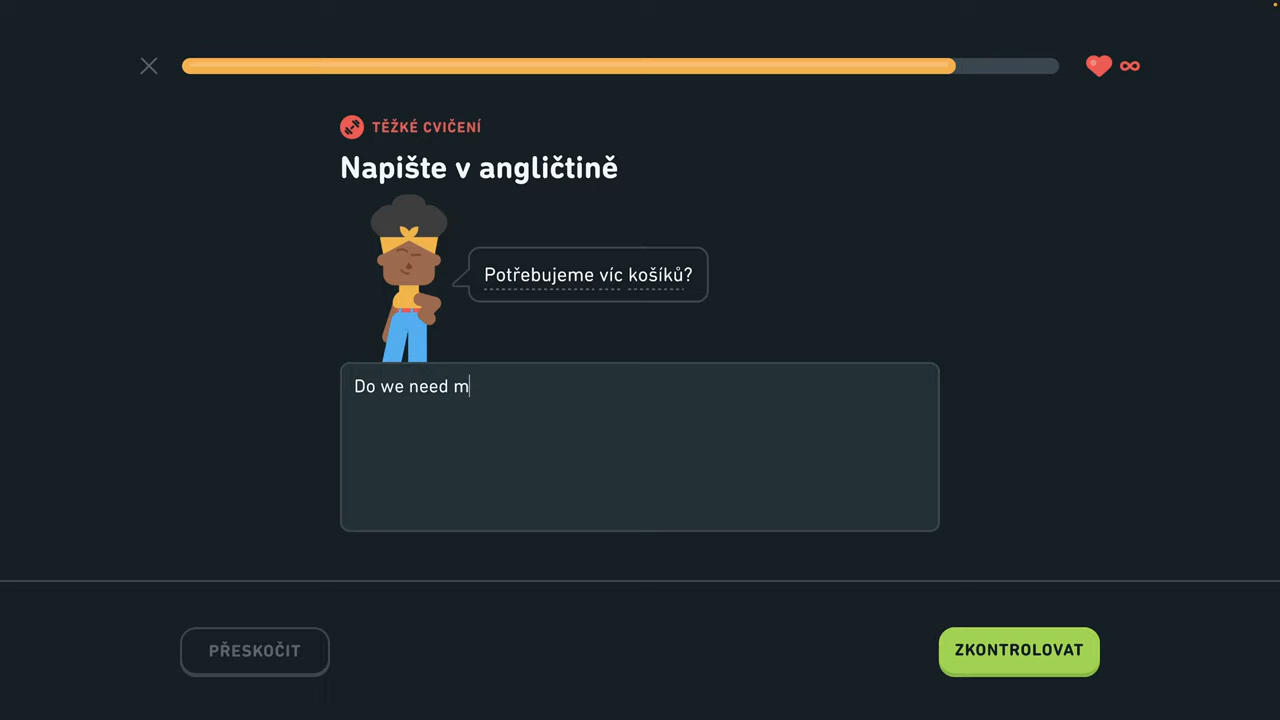 TĚŽKÉ CVIČENÍ
Napište v angličtině
Potřebujeme víc košíků?
Do we need m
PŘESKOČIT
ZKONTROLOVAT